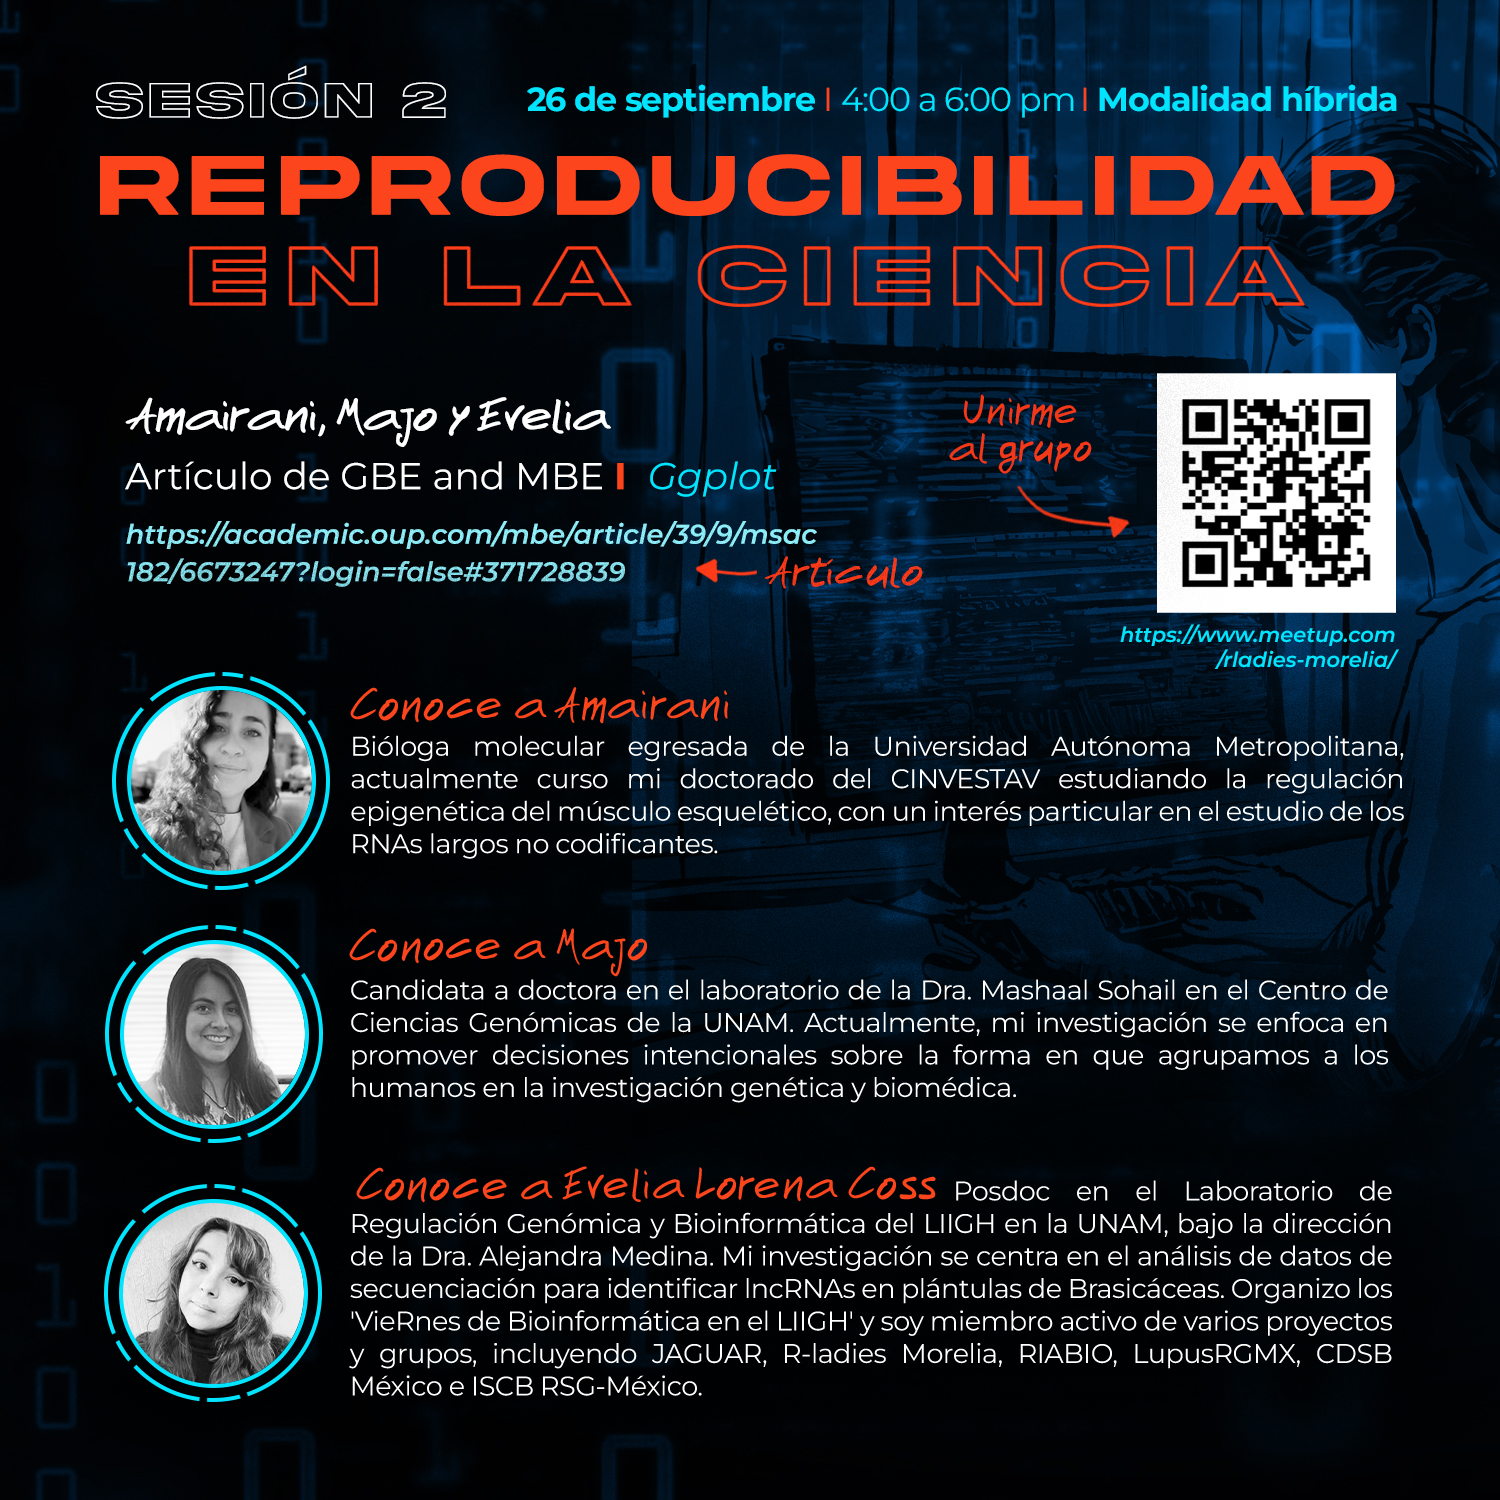 SESIÓN 2
26 de septiembre | 4:00 a 6:00 pm | Modalidad híbrida
REPRODUCIBILIDAD
EN LA CIENCIA
Amairani, Majo y Evelia
Artículo de GBE and MBE | Ggplot
https://academic.oup.com/mbe/article/39/9/msac
182/6673247?login=false#371728839
Artículo
Unirme
al grupo
https://www.meetup.com
/rladies-morelia/
Conoce a Amairani
Bióloga molecular egresada de la Universidad Autónoma Metropolitana,
actualmente curso mi doctorado del CINVESTAV estudiando la regulación
epigenética del músculo esquelético, con un interés particular en el estudio de los
RNAs largos no codificantes.
Conoce a Majo
Candidata a doctora en el laboratorio de la Dra. Mashaal Sohail en el Centro de
Ciencias Genómicas de la UNAM. Actualmente, mi investigación se enfoca en
promover decisiones intencionales sobre la forma en que agrupamos a los
humanos en la investigación genética y biomédica.
Conoce a Evelia Lorena Coss Posdoc en el Laboratorio de
Regulación Genómica y Bioinformática del LIIGH en la UNAM, bajo la dirección
de la Dra. Alejandra Medina. Mi investigación se centra en el análisis de datos de
secuenciación para identificar lncRNAs en plántulas de Brasicáceas. Organizo los
'VieRnes de Bioinformática en el LIIGH' y soy miembro activo de varios proyectos
y grupos, incluyendo JAGUAR, R-ladies Morelia, RIABIO, LupusRGMX, CDSB
México e ISCB RSG-México.